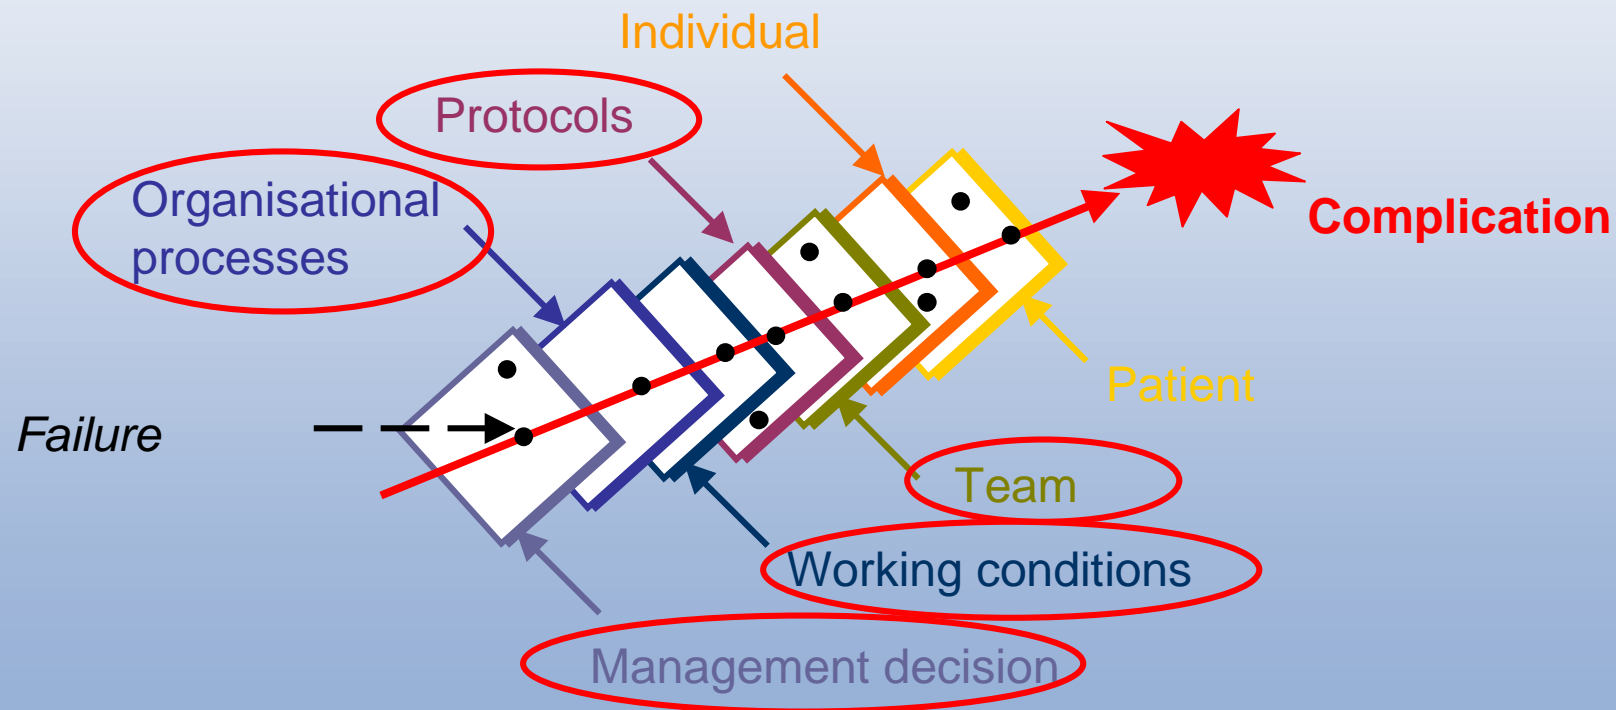 Individual
Protocols
Organisational
processes
Complication
Patient
Failure
Team
Working conditions
Management decision